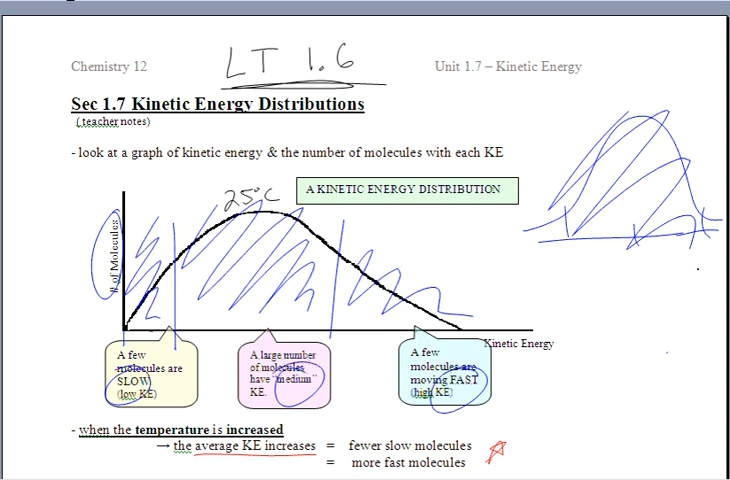 Chemistry 12
LT 1.6
Unit 1.7 – Kinetic Energy
Sec 1.7 Kinetic Energy Distributions
(teacher notes)
- look at a graph of kinetic energy & the number of molecules with each KE
25°C
A KINETIC ENERGY DISTRIBUTION
# of Molecules
Kinetic Energy
A few
molecules are
SLOW
(low KE)
A large number
of molecules
have "medium"
KE.
A few
molecules are
moving FAST
(high KE)
- when the temperature is increased
→ the average KE increases = fewer slow molecules
= more fast molecules